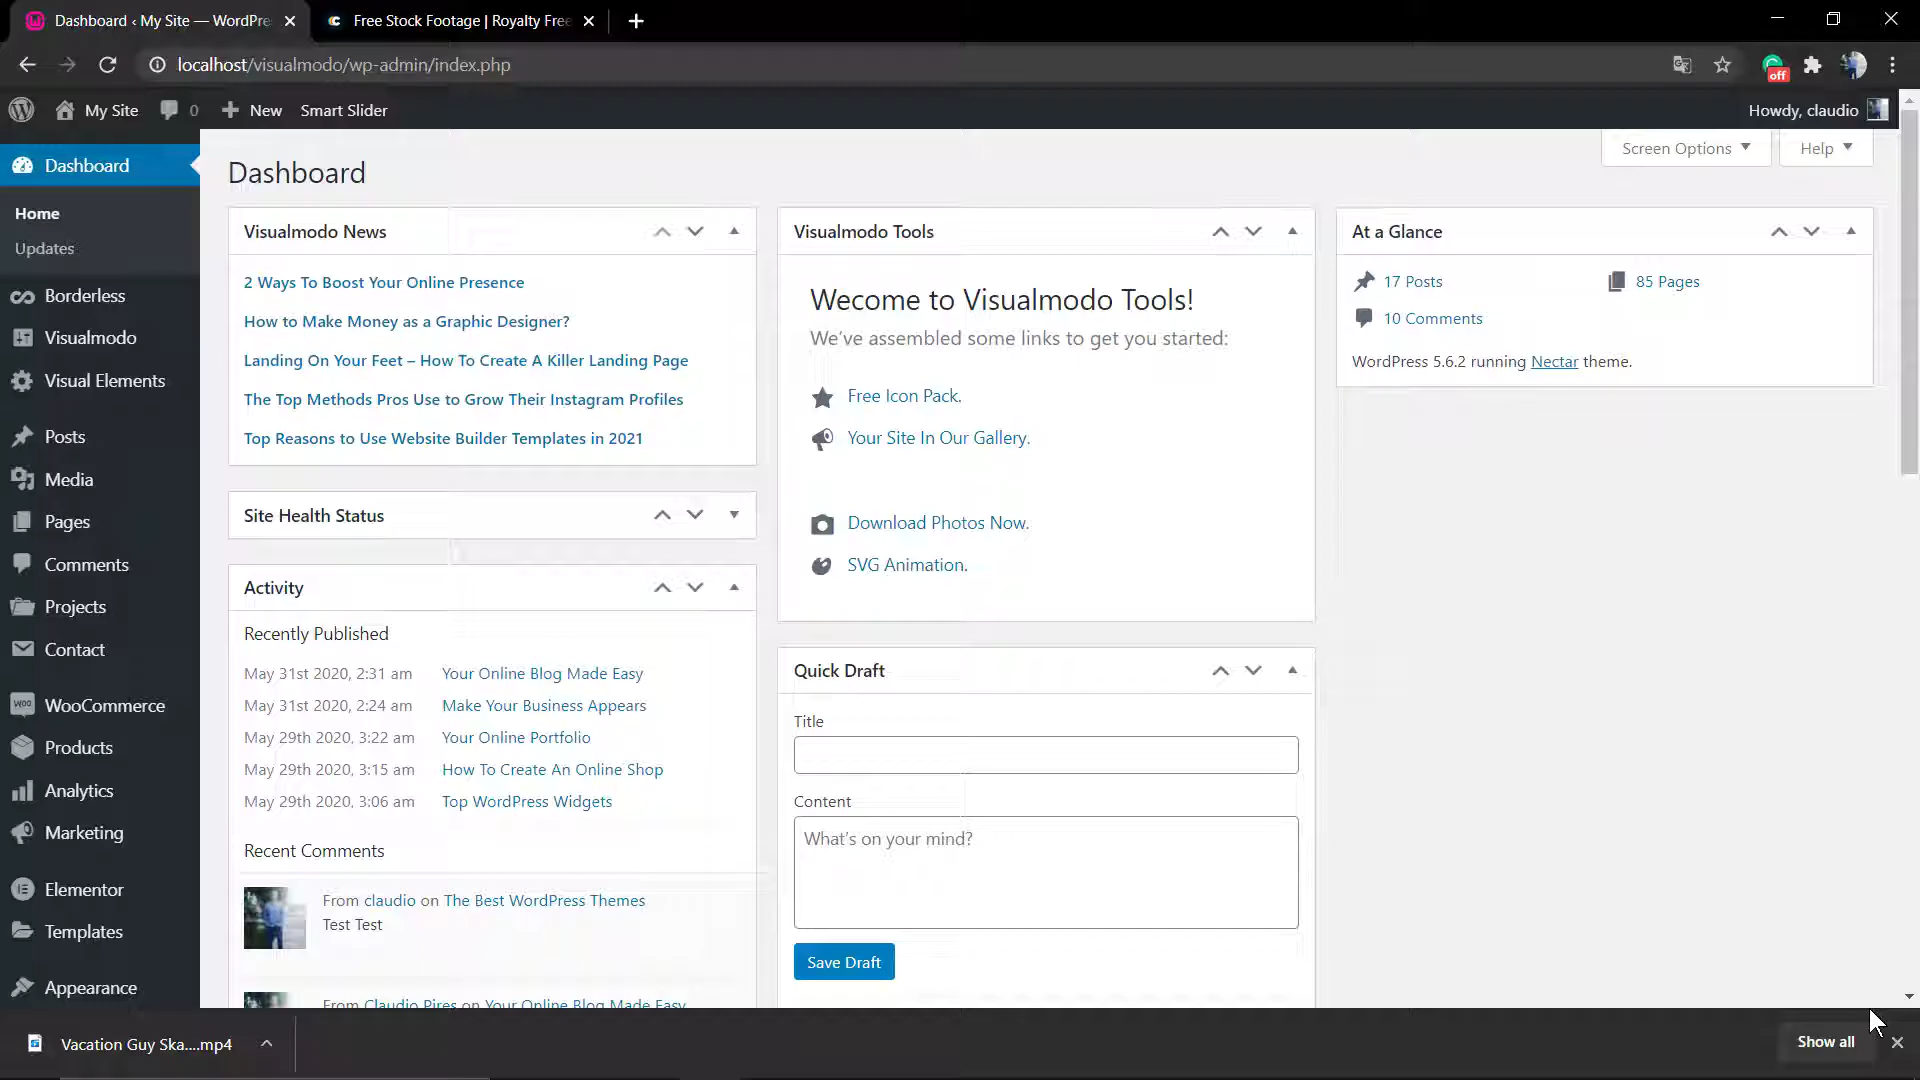 Dashboard ‹ My Site — WordPre
Free Stock Footage | Royalty Free
localhost/visualmodo/wp-admin/index.php
off
My Site
0
New
Smart Slider
Howdy, claudio
Dashboard
Home
Updates
Borderless
Visualmodo
Visual Elements
Posts
Media
Pages
Comments
Projects
Contact
WooCommerce
Products
Analytics
Marketing
Elementor
Templates
Appearance
Dashboard
Screen Options
Help
Visualmodo News
2 Ways To Boost Your Online Presence
How to Make Money as a Graphic Designer?
Landing On Your Feet – How To Create A Killer Landing Page
The Top Methods Pros Use to Grow Their Instagram Profiles
Top Reasons to Use Website Builder Templates in 2021
Site Health Status
Activity
Recently Published
May 31st 2020, 2:31 am Your Online Blog Made Easy
May 31st 2020, 2:24 am Make Your Business Appears
May 29th 2020, 3:22 am Your Online Portfolio
May 29th 2020, 3:15 am How To Create An Online Shop
May 29th 2020, 3:06 am Top WordPress Widgets
Recent Comments
From claudio on The Best WordPress Themes
Test Test
From Claudio Pires on Your Online Blog Made Easy
Visualmodo Tools
Wecome to Visualmodo Tools!
We've assembled some links to get you started:
Free Icon Pack.
Your Site In Our Gallery.
Download Photos Now.
SVG Animation.
Quick Draft
Title
Content
What's on your mind?
Save Draft
At a Glance
17 Posts
85 Pages
10 Comments
WordPress 5.6.2 running Nectar theme.
Vacation Guy Ska....mp4
Show all